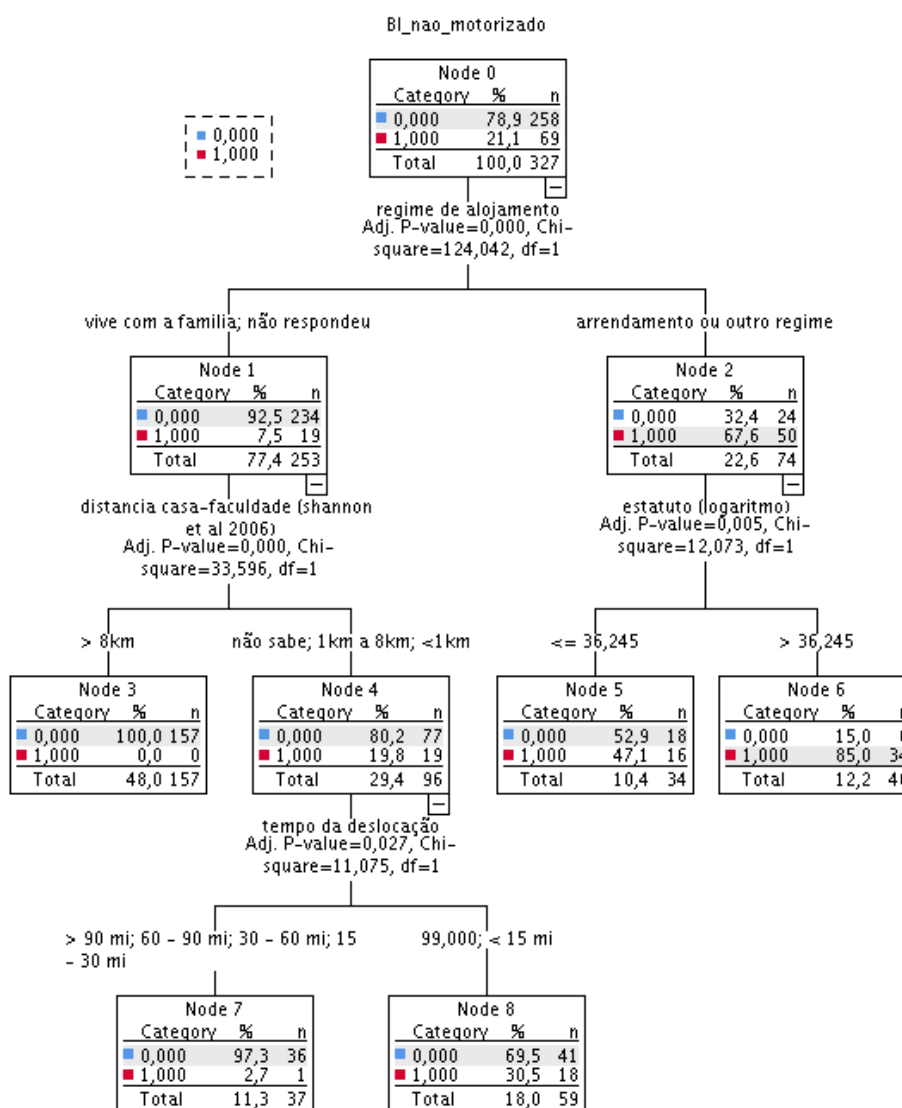 BI_nao_motorizado
Node 0
Category % n
0,000 78,9 258
1,000 21,1 69
Total 100,0 327
0,000
1,000
regime de alojamento
Adj. P-value=0,000, Chi-
square=124,042, df=1
vive com a familia; não respondeu
arrendamento ou outro regime
Node 1
Category % n
0,000 92,5 234
1,000 7,5 19
Total 77,4 253
Node 2
Category % n
0,000 32,4 24
1,000 67,6 50
Total 22,6 74
distancia casa-faculdade (shannon
et al 2006)
Adj. P-value=0,000, Chi-
square=33,596, df=1
estatuto (logaritmo)
Adj. P-value=0,005, Chi-
square=12,073, df=1
> 8km
não sabe; 1km a 8km; <1km
<= 36,245
> 36,245
Node 3
Category % n
0,000 100,0 157
1,000 0,0 0
Total 48,0 157
Node 4
Category % n
0,000 80,2 77
1,000 19,8 19
Total 29,4 96
Node 5
Category % n
0,000 52,9 18
1,000 47,1 16
Total 10,4 34
Node 6
Category % n
0,000 15,0
1,000 85,0 34
Total 12,2
tempo da deslocação
Adj. P-value=0,027, Chi-
square=11,075, df=1
> 90 mi; 60 - 90 mi; 30 - 60 mi; 15
- 30 mi
99,000; < 15 mi
Node 7
Category % n
0,000 97,3 36
1,000 2,7 1
Total 11,3 37
Node 8
Category % n
0,000 69,5 41
1,000 30,5 18
Total 18,0 59